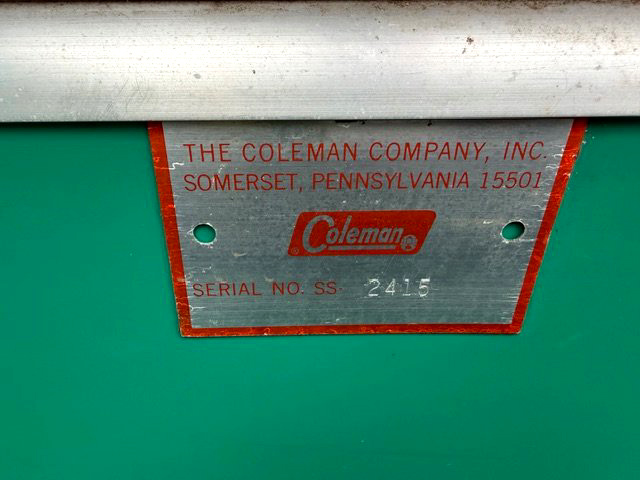 THE COLEMAN COMPANY, INC.
SOMERSET, PENNSYLVANIA 15501
® Coleman ®
SERIAL NO. SS- 2415